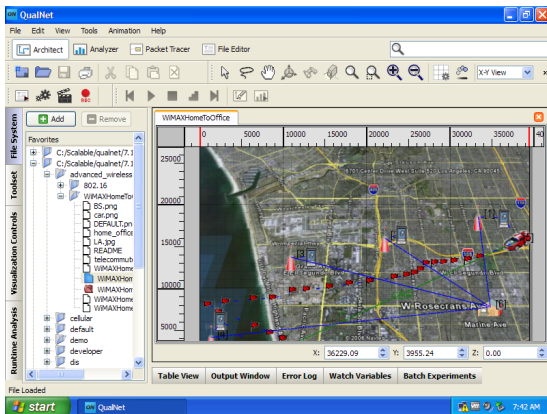 QualNet
File Edit View Tools Animation Help
Architect Analyzer Packet Tracer File Editor
X-Y View
REC
Add Remove
WiMAXHomeToOffice
File System
Toolset
Visualization Controls
Runtime Analysis
Favorites
C:/Scalable/qualnet/7.1
C:/Scalable/qualnet/7.1
advanced_wireless
802.16
WiMAXHomeTo
BS.png
car.png
DEFAULT.pn
home_office
LA.jpg
README
telecommut
WiMAXHome
WiMAXHom
WiMAXHom
WiMAXHome
WiMAXHome
cellular
default
demo
developer
dis
0 5000 10000 15000 20000 25000 30000 35000 40
25000
20000
15000
10000
5000
W Rosecrans A
Marine Ave
X: 36229.09 Y: 3955.24 Z: 0.00
Table View Output Window Error Log Watch Variables Batch Experiments
File Loaded
start QualNet 7:42 AM